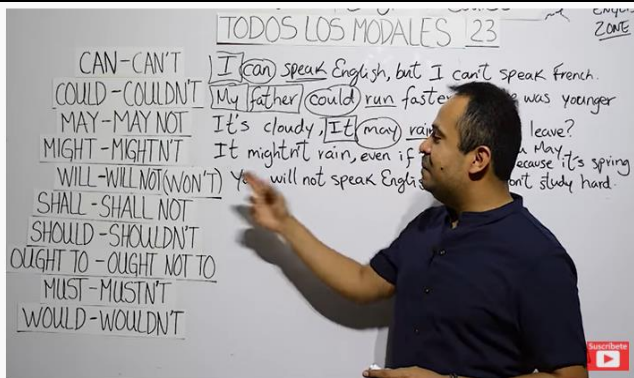 ZONE
TODOS LOS MODALES 23
CAN-CAN'T
COULD-COULDN'T
MAY-MAY NOT
MIGHT-MIGHTN'T
WILL-WILL NOT (WON'T)
SHALL-SHALL NOT
SHOULD-SHOULDN'T
OUGHT TO-OUGHT NOT TO
MUST-MUSTN'T
WOULD-WOULDN'T
I can speak English, but I can't speak French.
My father could run faster was younger
It's cloudy, It may leave?
It mightn't rain, even if May
because it's spring
will not speak study hard.
Suscríbete